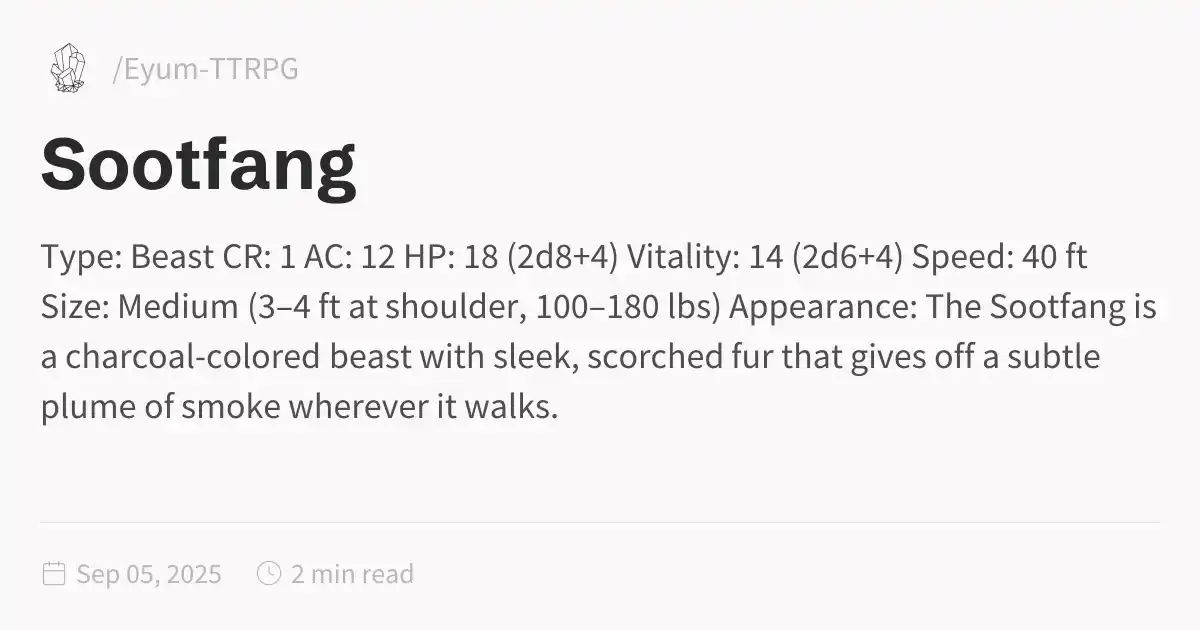 /Eyum-TTRPG
Sootfang
Type: Beast CR: 1 AC: 12 HP: 18 (2d8+4) Vitality: 14 (2d6+4) Speed: 40 ft
Size: Medium (3–4 ft at shoulder, 100–180 lbs) Appearance: The Sootfang is
a charcoal-colored beast with sleek, scorched fur that gives off a subtle
plume of smoke wherever it walks.
Sep 05, 2025 2 min read